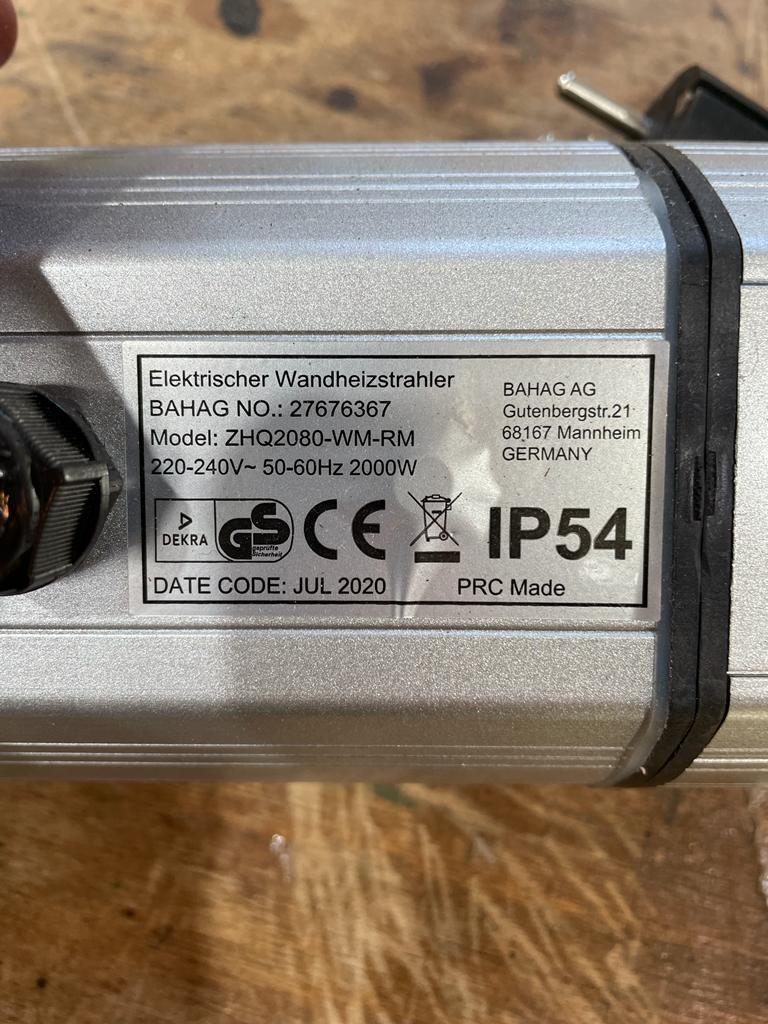 Elektrischer Wandheizstrahler
BAHAG NO.: 27676367
Model: ZHQ2080-WM-RM
220-240V~ 50-60Hz 2000W
BAHAG AG
Gutenbergstr.21
68167 Mannheim
GERMANY
DEKRA
GS
geprüfte
Sicherheit
CE
IP54
DATE CODE: JUL 2020
PRC Made